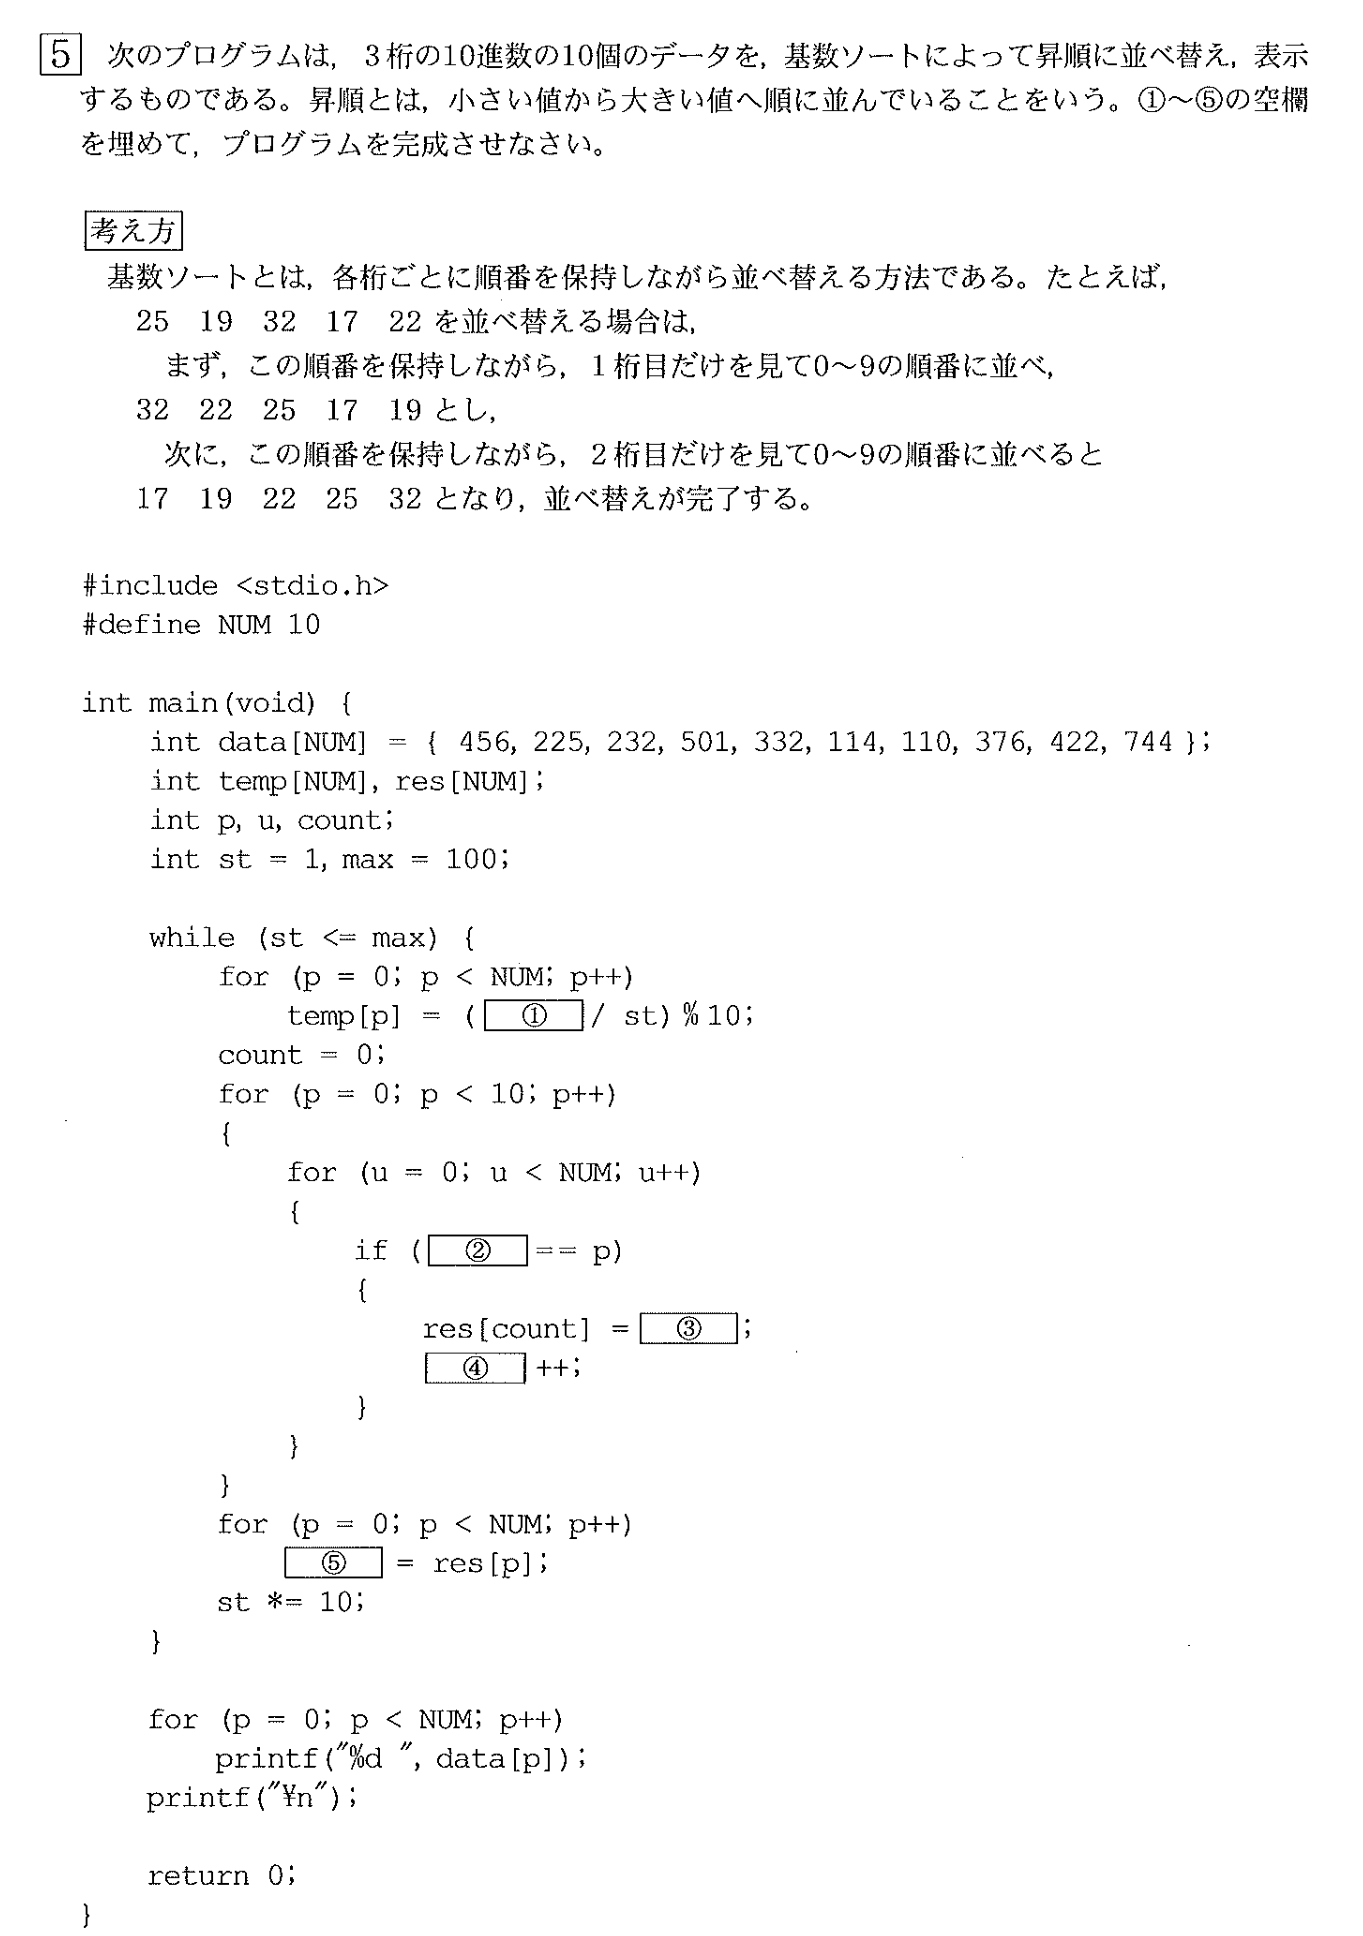 5 次のプログラムは，3桁の10進数の10個のデータを，基数ソートによって昇順に並べ替え，表示
するものである。昇順とは，小さい値から大きい値へ順に並んでいることをいう。①〜⑤の空欄
を埋めて，プログラムを完成させなさい。
考え方
基数ソートとは，各桁ごとに順番を保持しながら並べ替える方法である。たとえば，
25 19 32 17 22 を並べ替える場合は，
まず，この順番を保持しながら，1桁目だけを見て0〜9の順番に並べ，
32 22 25 17 19 とし，
次に，この順番を保持しながら，2桁目だけを見て0〜9の順番に並べると
17 19 22 25 32 となり，並べ替えが完了する。
#include <stdio.h>
#define NUM 10
int main(void) {
int data[NUM] = { 456, 225, 232, 501, 332, 114, 110, 376, 422, 744 };
int temp[NUM], res[NUM];
int p, u, count;
int st = 1, max = 100;
while (st <= max) {
for (p = 0; p < NUM; p++)
temp[p] = ( ① / st) % 10;
count = 0;
for (p = 0; p < 10; p++)
{
for (u = 0; u < NUM; u++)
{
if ( ② == p)
{
res[count] = ③ ;
④ ++;
}
}
}
for (p = 0; p < NUM; p++)
⑤ = res[p];
st *= 10;
}
for (p = 0; p < NUM; p++)
printf("%d ", data[p]);
printf("¥n");
return 0;
}